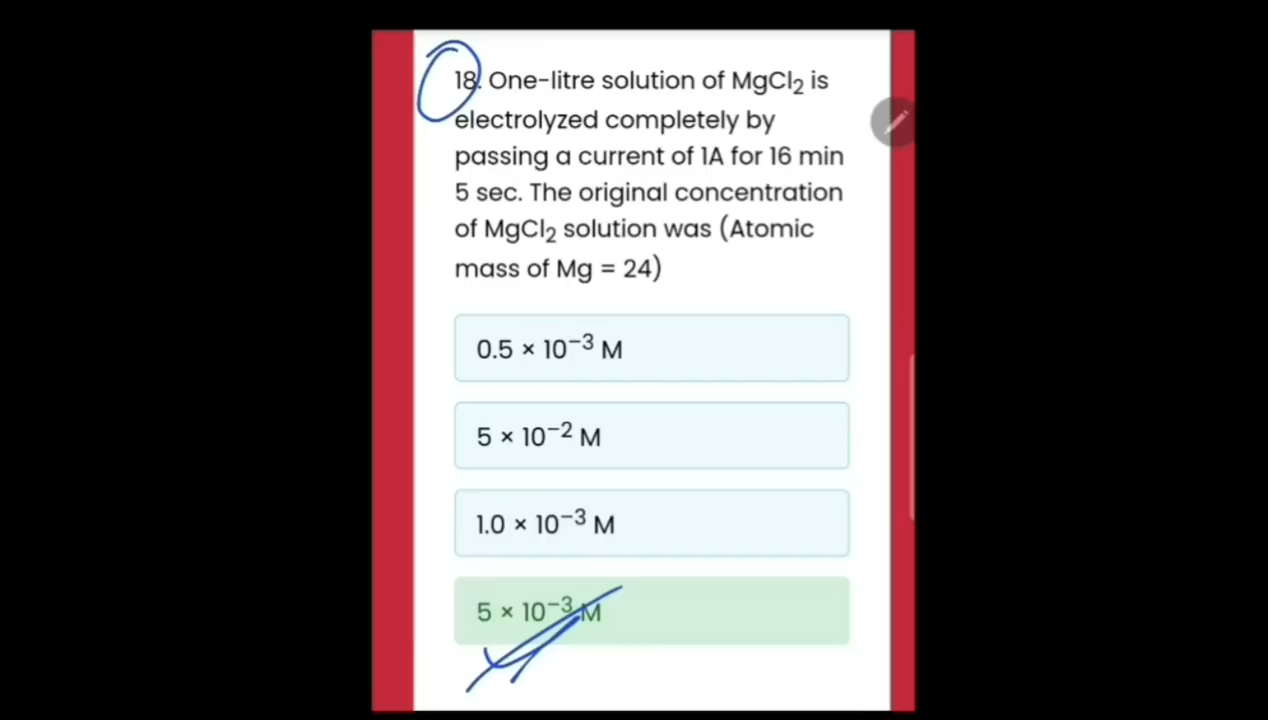 18. One-litre solution of MgCl₂ is
electrolyzed completely by
passing a current of 1A for 16 min
5 sec. The original concentration
of MgCl₂ solution was (Atomic
mass of Mg = 24)
0.5 × 10⁻³ M
5 × 10⁻² M
1.0 × 10⁻³ M
5 × 10⁻³ M